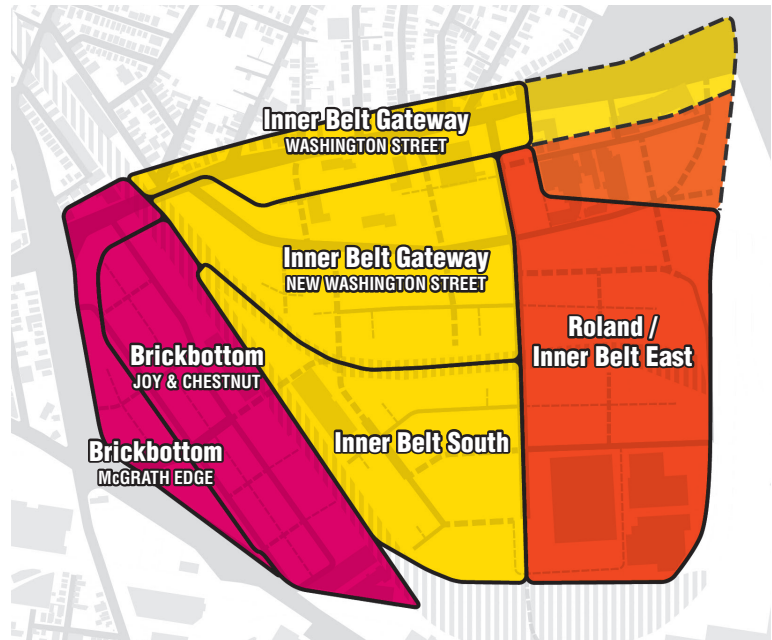 Inner Belt Gateway
WASHINGTON STREET
Inner Belt Gateway
NEW WASHINGTON STREET
Roland /
Inner Belt East
Brickbottom
JOY & CHESTNUT
Inner Belt South
Brickbottom
McGRATH EDGE